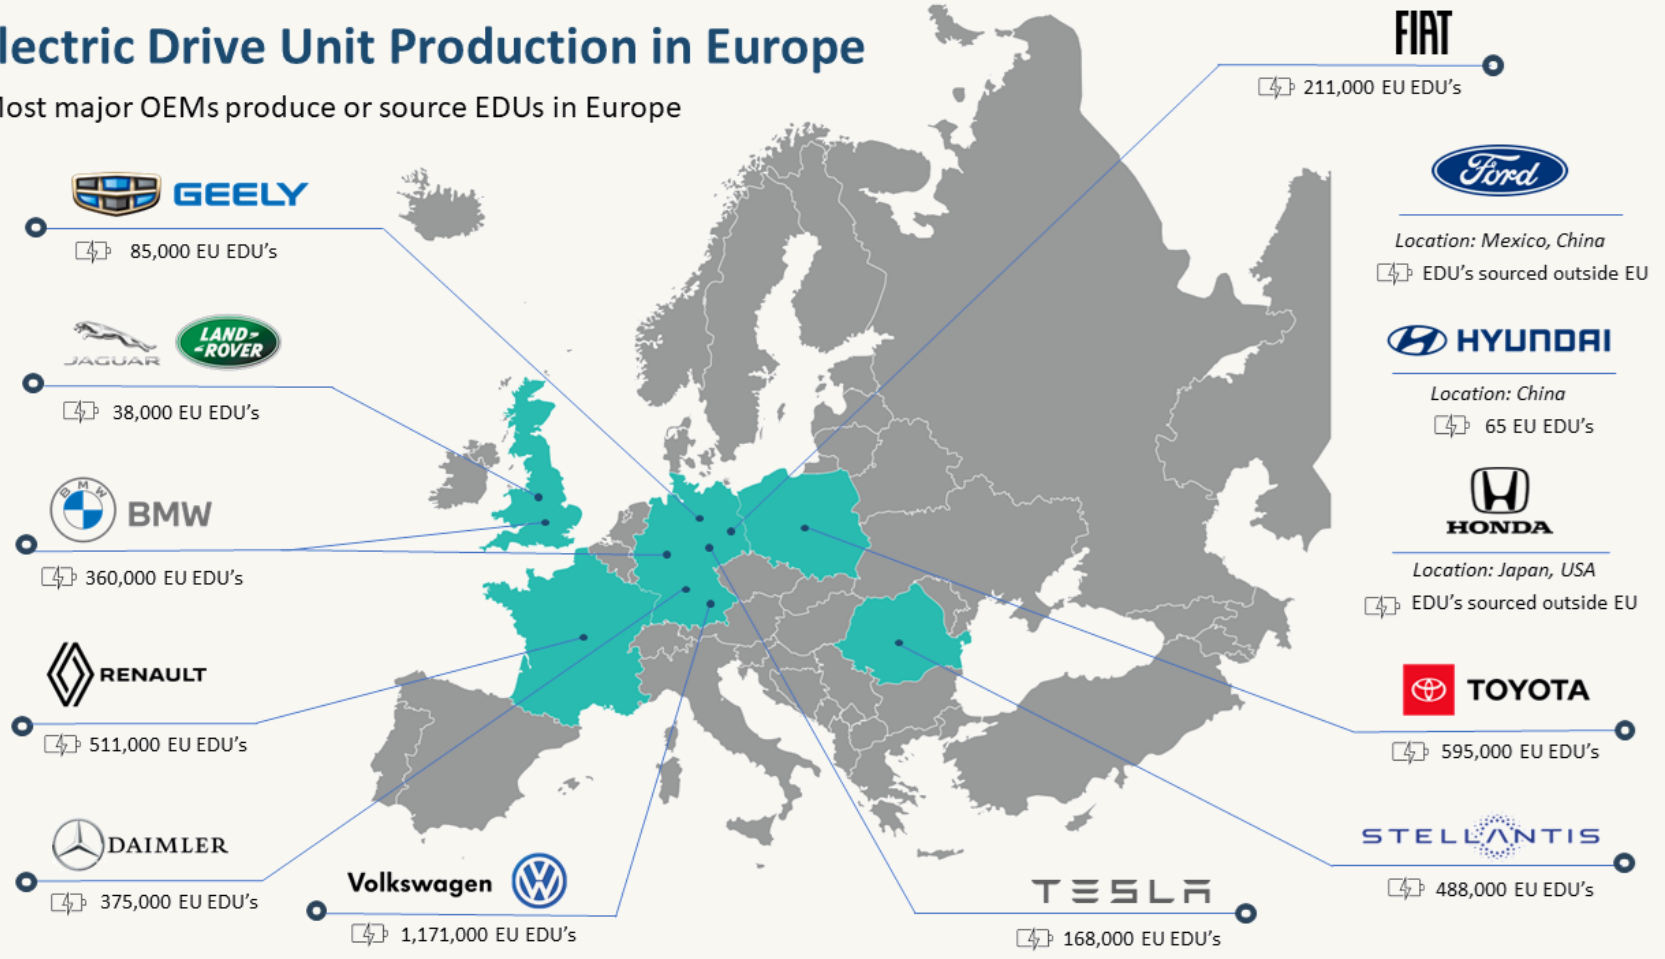 lectric Drive Unit Production in Europe
ost major OEMs produce or source EDUs in Europe
GEELY
85,000 EU EDU's
JAGUAR
LAND-
-ROVER
38,000 EU EDU's
BMW
BMW
360,000 EU EDU's
RENAULT
511,000 EU EDU's
DAIMLER
375,000 EU EDU's
Volkswagen
1,171,000 EU EDU's
TESLA
168,000 EU EDU's
FIAT
211,000 EU EDU's
Ford
Location: Mexico, China
EDU's sourced outside EU
HYUNDAI
Location: China
65 EU EDU's
HONDA
Location: Japan, USA
EDU's sourced outside EU
TOYOTA
595,000 EU EDU's
STELLANTIS
488,000 EU EDU's